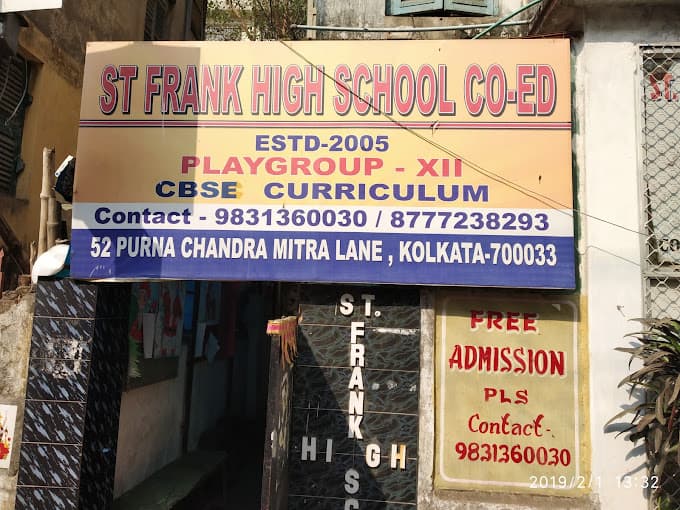 ST FRANK HIGH SCHOOL CO-ED
ESTD-2005
PLAYGROUP - XII
CBSE CURRICULUM
Contact - 9831360030 / 8777238293
52 PURNA CHANDRA MITRA LANE , KOLKATA-700033
ST.
FRANK
HIGH
SC
FREE
ADMISSION
PLS
Contact-
9831360030
2019/2/1 13:32